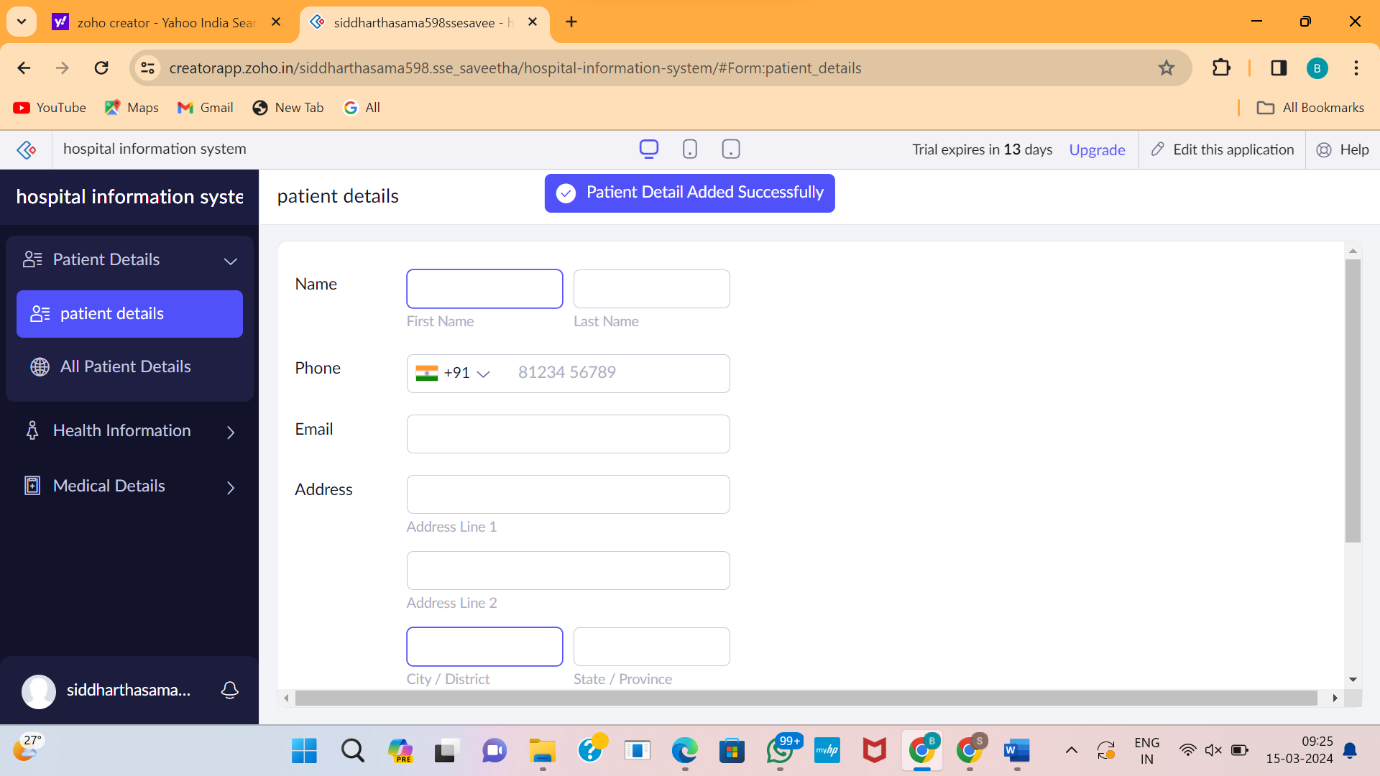 zoho creator - Yahoo India Sear
siddharthasama598ssesavee - h
creatorapp.zoho.in/siddharthasama598.sse_saveetha/hospital-information-system/#Form:patient_details
B
YouTube
Maps
Gmail
New Tab
All
All Bookmarks
hospital information system
Trial expires in 13 days
Upgrade
Edit this application
Help
hospital information syste
patient details
Patient Detail Added Successfully
Patient Details
patient details
All Patient Details
Health Information
Medical Details
siddharthasama...
Name
First Name
Last Name
Phone
+91
81234 56789
Email
Address
Address Line 1
Address Line 2
City / District
State / Province
27°
PRE
99+
myhp
B
S
W
ENG
IN
09:25
15-03-2024